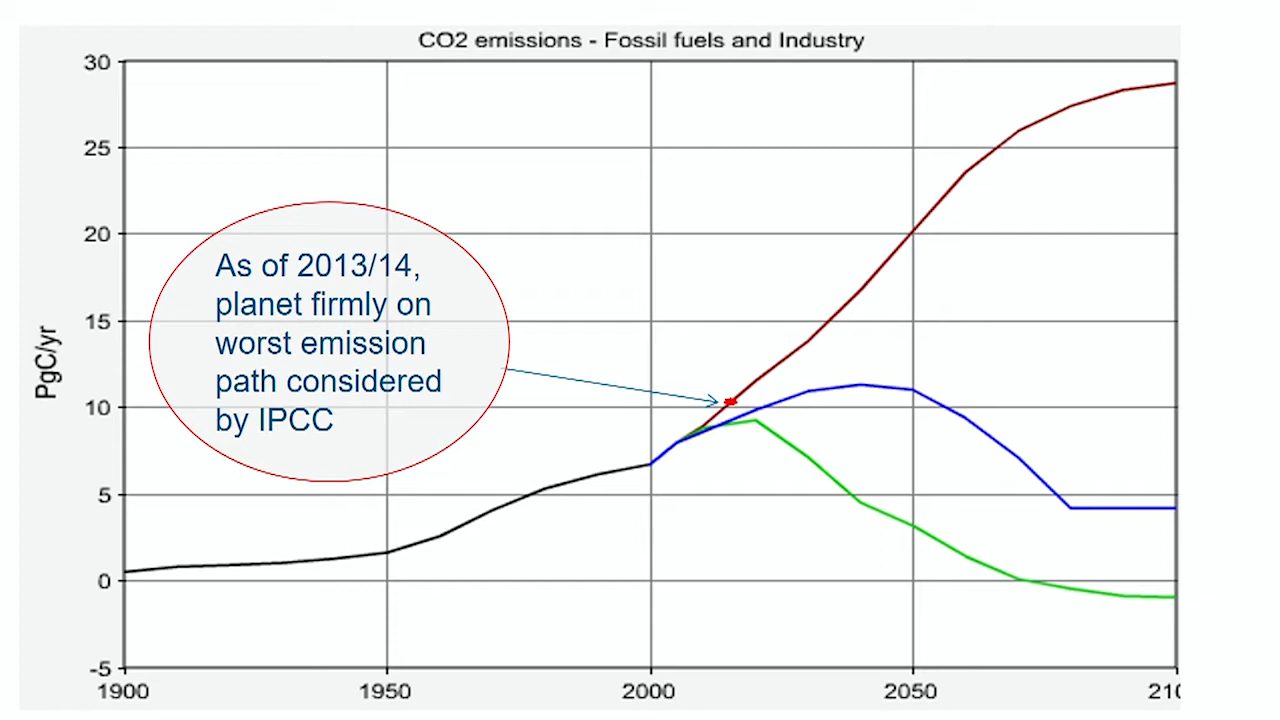 CO2 emissions - Fossil fuels and Industry
30
25
20
15
10
5
0
-5
PgC/yr
As of 2013/14,
planet firmly on
worst emission
path considered
by IPCC
1900 1950 2000 2050 210